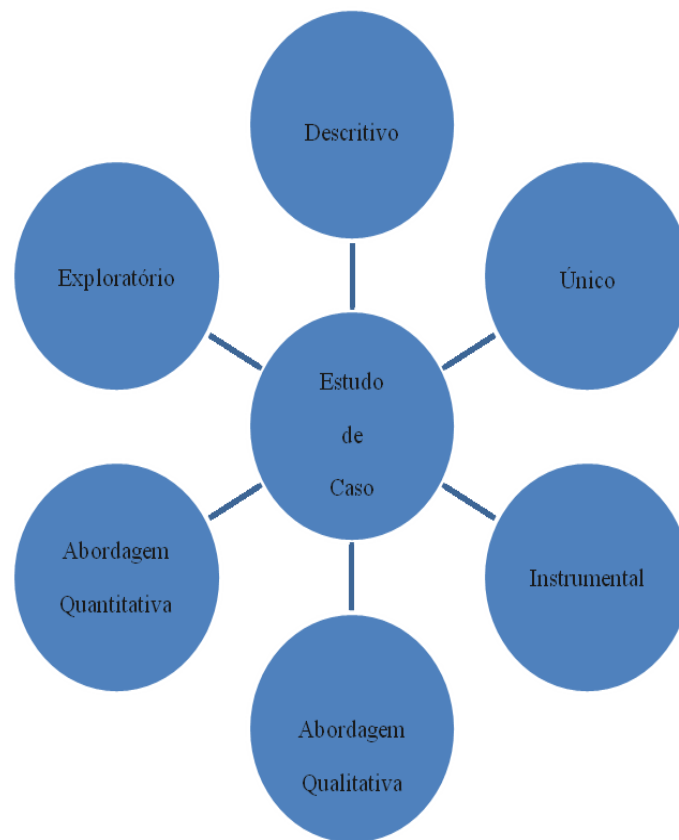 Descritivo
Exploratório
Único
Estudo
de
Caso
Abordagem
Quantitativa
Instrumental
Abordagem
Qualitativa